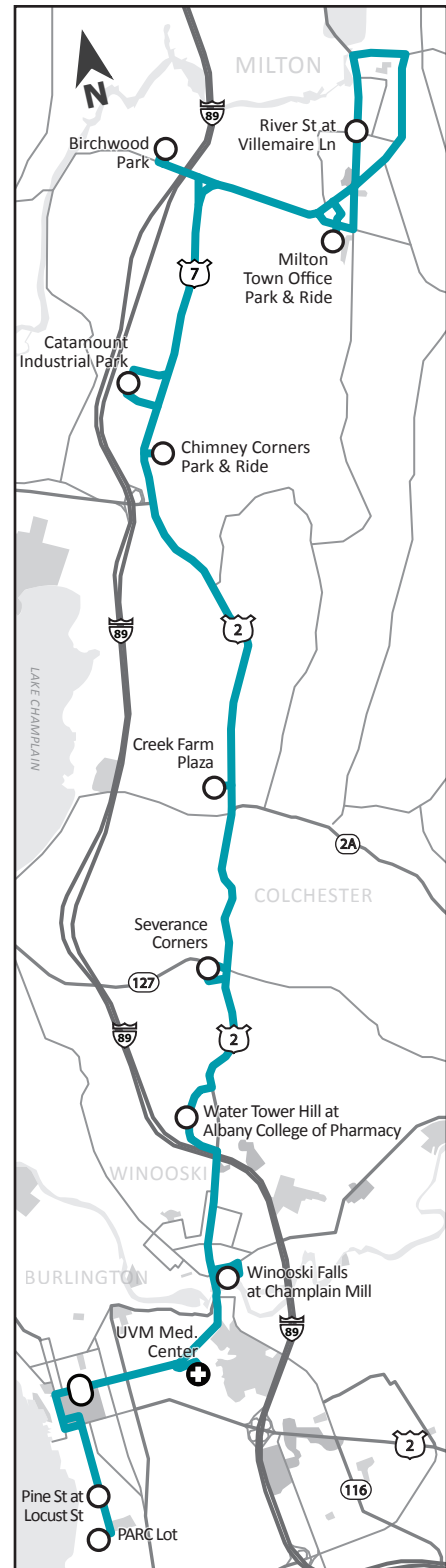 MILTON
N
89
River St at
Villemaire Ln
Birchwood
Park
Milton
Town Office
Park & Ride
7
Catamount
Industrial Park
Chimney Corners
Park & Ride
89
2
LAKE CHAMPLAIN
Creek Farm
Plaza
2A
COLCHESTER
Severance
Corners
127
89
2
Water Tower Hill at
Albany College of Pharmacy
WINOOSKI
BURLINGTON
Winooski Falls
at Champlain Mill
UVM Med.
Center
89
2
116
Pine St at
Locust St
PARC Lot